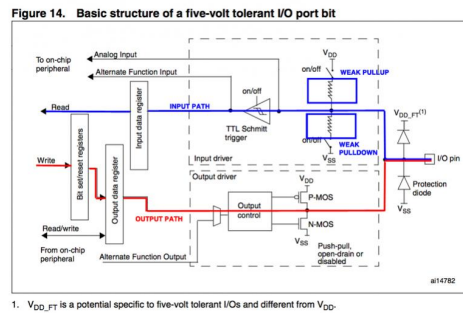 Figure 14. Basic structure of a five-volt tolerant I/O port bit
To on-chip
peripheral
Analog Input
Alternate Function Input
on/off
VDD
on/off
WEAK PULLUP
Read
Input data register
INPUT PATH
TTL Schmitt
trigger
on/off
WEAK
PULLDOWN
VSS
Input driver
VDD_FT(1)
I/O pin
Protection
diode
VSS
Write
Bit set/reset registers
Output data register
Read/write
From on-chip
peripheral
OUTPUT PATH
Alternate Function Output
Output driver
Output
control
VDD
P-MOS
N-MOS
VSS
Push-pull,
open-drain or
disabled
ai14782
1. VDD_FT is a potential specific to five-volt tolerant I/Os and different from VDD.